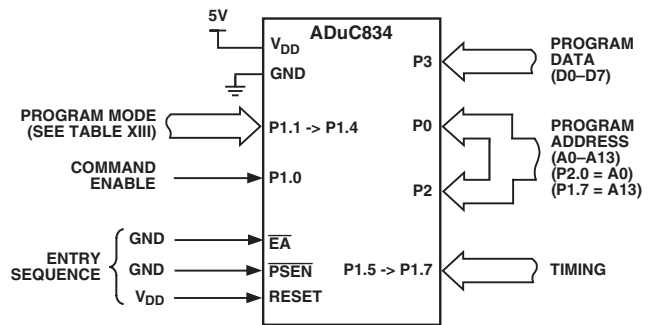 5V
ADuC834
VDD
GND
P3
PROGRAM
DATA
(D0–D7)
PROGRAM MODE
(SEE TABLE XIII)
P1.1 -> P1.4
P0
PROGRAM
ADDRESS
(A0–A13)
(P2.0 = A0)
(P1.7 = A13)
COMMAND
ENABLE
P1.0
P2
ENTRY
SEQUENCE
GND
EA
GND
PSEN
VDD
RESET
P1.5 -> P1.7
TIMING